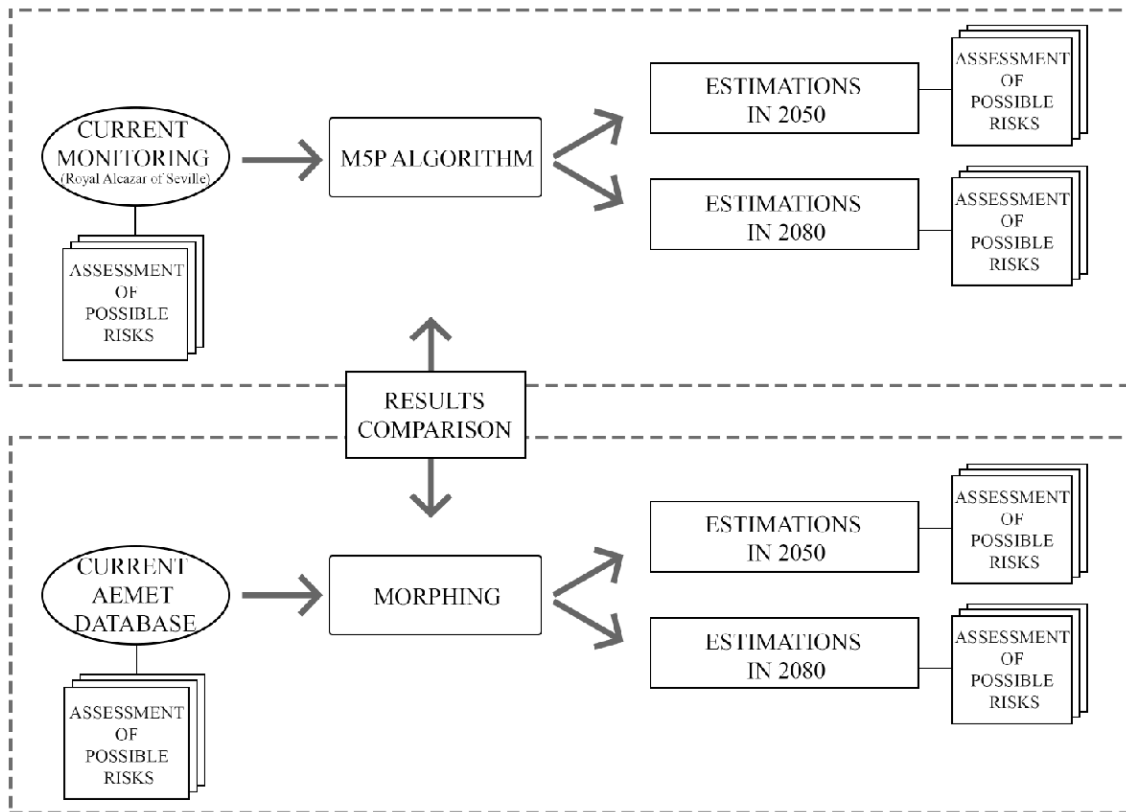 CURRENT
MONITORING
(Royal Alcazar of Seville)
ASSESSMENT
OF
POSSIBLE
RISKS
M5P ALGORITHM
ESTIMATIONS
IN 2050
ASSESSMENT
OF
POSSIBLE
RISKS
ESTIMATIONS
IN 2080
ASSESSMENT
OF
POSSIBLE
RISKS
RESULTS
COMPARISON
CURRENT
AEMET
DATABASE
ASSESSMENT
OF
POSSIBLE
RISKS
MORPHING
ESTIMATIONS
IN 2050
ASSESSMENT
OF
POSSIBLE
RISKS
ESTIMATIONS
IN 2080
ASSESSMENT
OF
POSSIBLE
RISKS